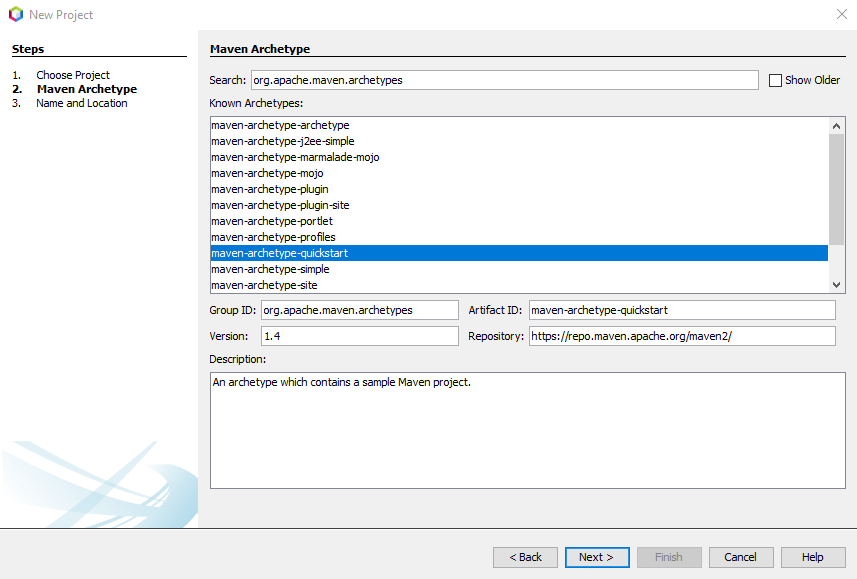 New Project
Steps
1. Choose Project
2. Maven Archetype
3. Name and Location
Maven Archetype
Search: org.apache.maven.archetypes Show Older
Known Archetypes:
maven-archetype-archetype
maven-archetype-j2ee-simple
maven-archetype-marmalade-mojo
maven-archetype-mojo
maven-archetype-plugin
maven-archetype-plugin-site
maven-archetype-portlet
maven-archetype-profiles
maven-archetype-quickstart
maven-archetype-simple
maven-archetype-site
Group ID: org.apache.maven.archetypes Artifact ID: maven-archetype-quickstart
Version: 1.4 Repository: https://repo.maven.apache.org/maven2/
Description:
An archetype which contains a sample Maven project.
< Back Next > Finish Cancel Help